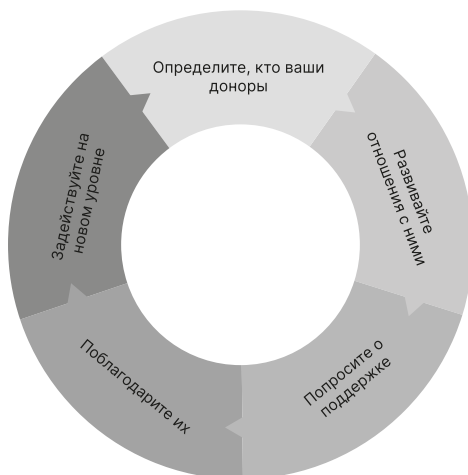 Определите, кто ваши
доноры
Развивайте
отношения с ними
Попросите о
поддержке
Поблагодарите их
Задействуйте на
новом уровне